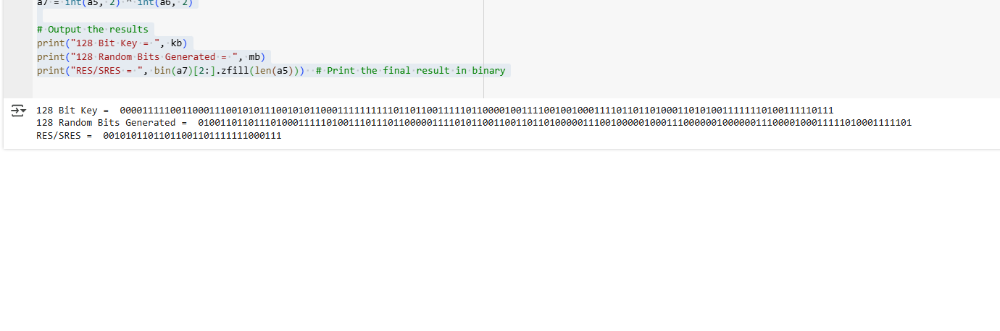 a7 = int(a5, 2) ^ int(a6, 2)
# Output the results
print("128 Bit Key = ", kb)
print("128 Random Bits Generated = ", mb)
print("RES/SRES = ", bin(a7)[2:].zfill(len(a5)))  # Print the final result in binary
128 Bit Key =  00001111100110001110010101110010101100011111111110110110011111011000010011110010010001111011011010001101010011111110100111110111
128 Random Bits Generated =  01001101101110100011111010011101110110000011110101100110011011010000011100100000100011100000010000001110000100011111010001111101
RES/SRES =  00101011011011001101111111000111